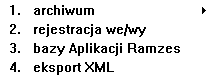 1. archiwum
2. rejestracja we/wy
3. bazy Aplikacji Ramzes
4. eksport XML